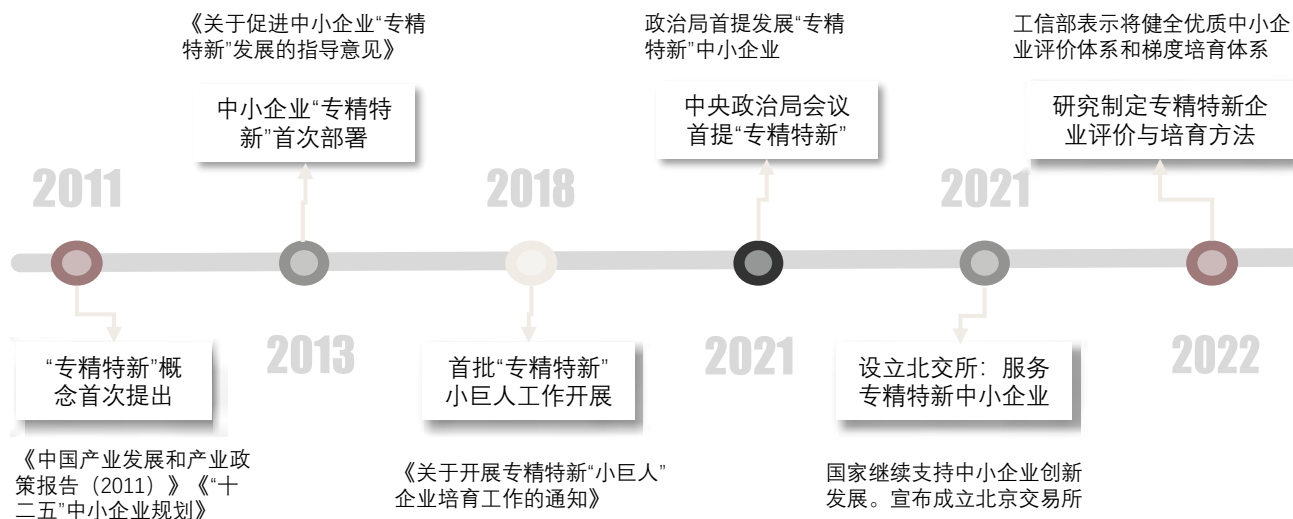 《关于促进中小企业“专精
特新”发展的指导意见》
政治局首提发展“专精
特新”中小企业
工信部表示将健全优质中小企
业评价体系和梯度培育体系
中小企业“专精特
新”首次部署
中央政治局会议
首提“专精特新”
研究制定专精特新企
业评价与培育方法
2011
2018
2021
2013
2021
2022
“专精特新”概
念首次提出
首批“专精特新”
小巨人工作开展
设立北交所：服务
专精特新中小企业
《中国产业发展和产业政
策报告（2011）》《“十
二五”中小企业规划》
《关于开展专精特新“小巨人”
企业培育工作的通知》
国家继续支持中小企业创新
发展。宣布成立北京交易所